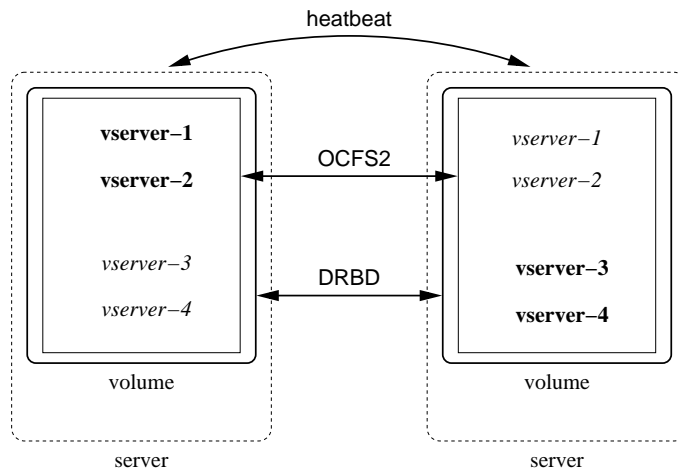 heatbeat
vserver−1
vserver−2
vserver−3
vserver−4
volume
server
OCFS2
DRBD
vserver−1
vserver−2
vserver−3
vserver−4
volume
server